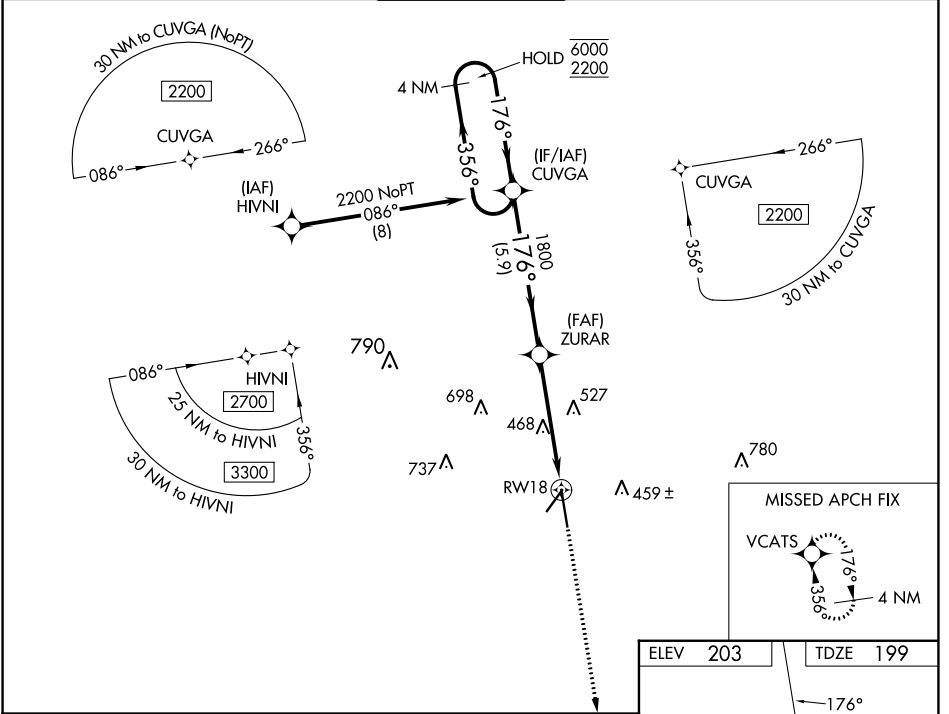 30 NM to CUVGA (NoPT)
2200
CUVGA
086°
266°
HOLD 6000
2200
4 NM
176°
356°
(IF/IAF)
CUVGA
(IAF)
HIVNI
2200 NoPT
086°
(8)
266°
CUVGA
2200
356°
30 NM to CUVGA
1800
176°
(5.9)
(FAF)
ZURAR
790
086°
HIVNI
2700
25 NM to HIVNI
356°
3300
30 NM to HIVNI
698
527
468
737
780
RW18
459 ±
MISSED APCH FIX
VCATS
176°
356°
4 NM
ELEV 203
TDZE 199
176°